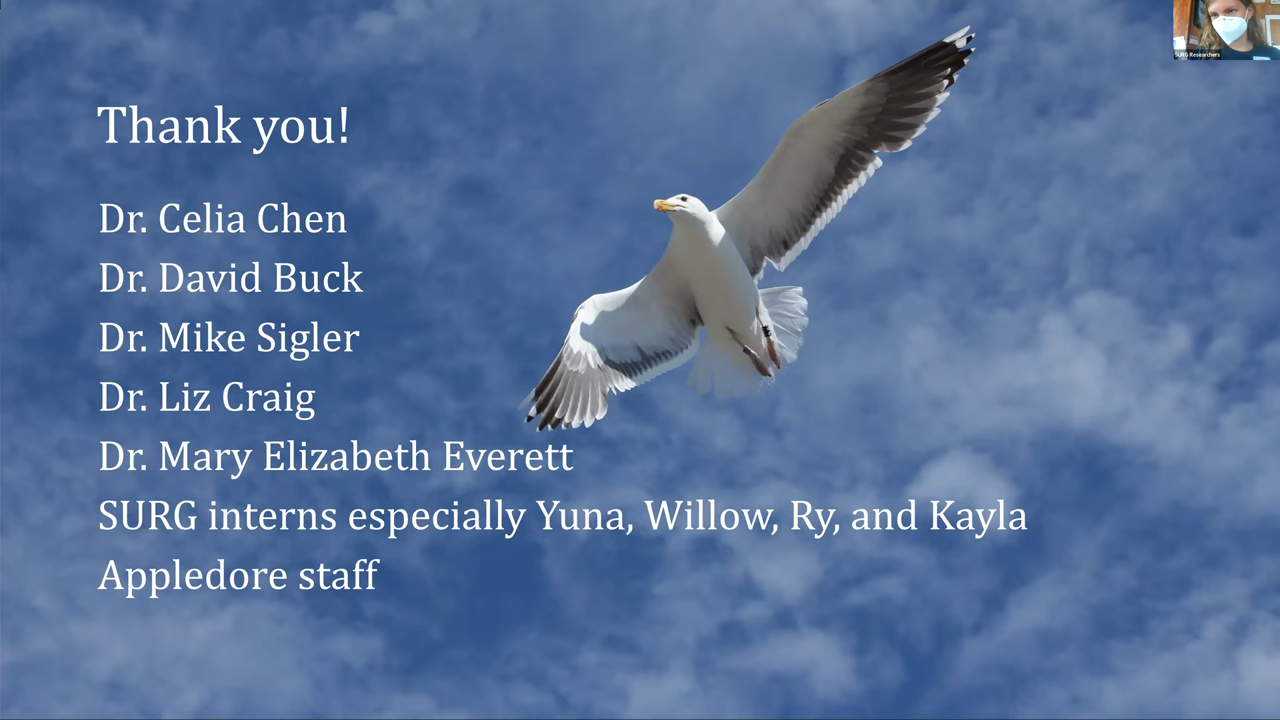 SURG Researchers
Thank you!
Dr. Celia Chen
Dr. David Buck
Dr. Mike Sigler
Dr. Liz Craig
Dr. Mary Elizabeth Everett
SURG interns especially Yuna, Willow, Ry, and Kayla
Appledore staff